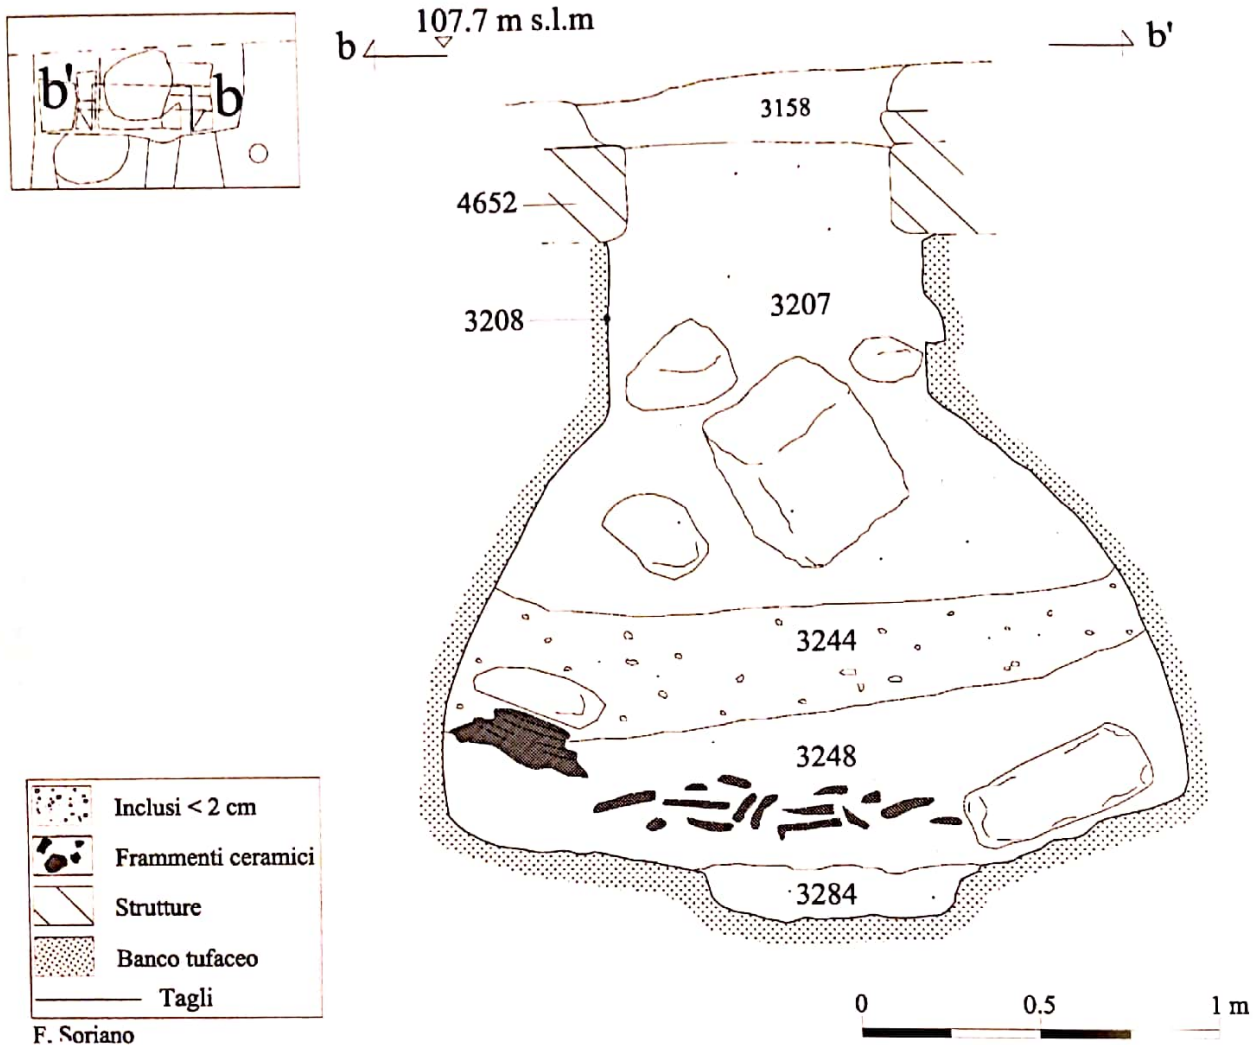 107.7 m s.l.m
b
b'
b'
b
3158
4652
3207
3208
3244
3248
3284
Inclusi < 2 cm
Frammenti ceramici
Strutture
Banco tufaceo
Tagli
F. Soriano
0
0.5
1 m